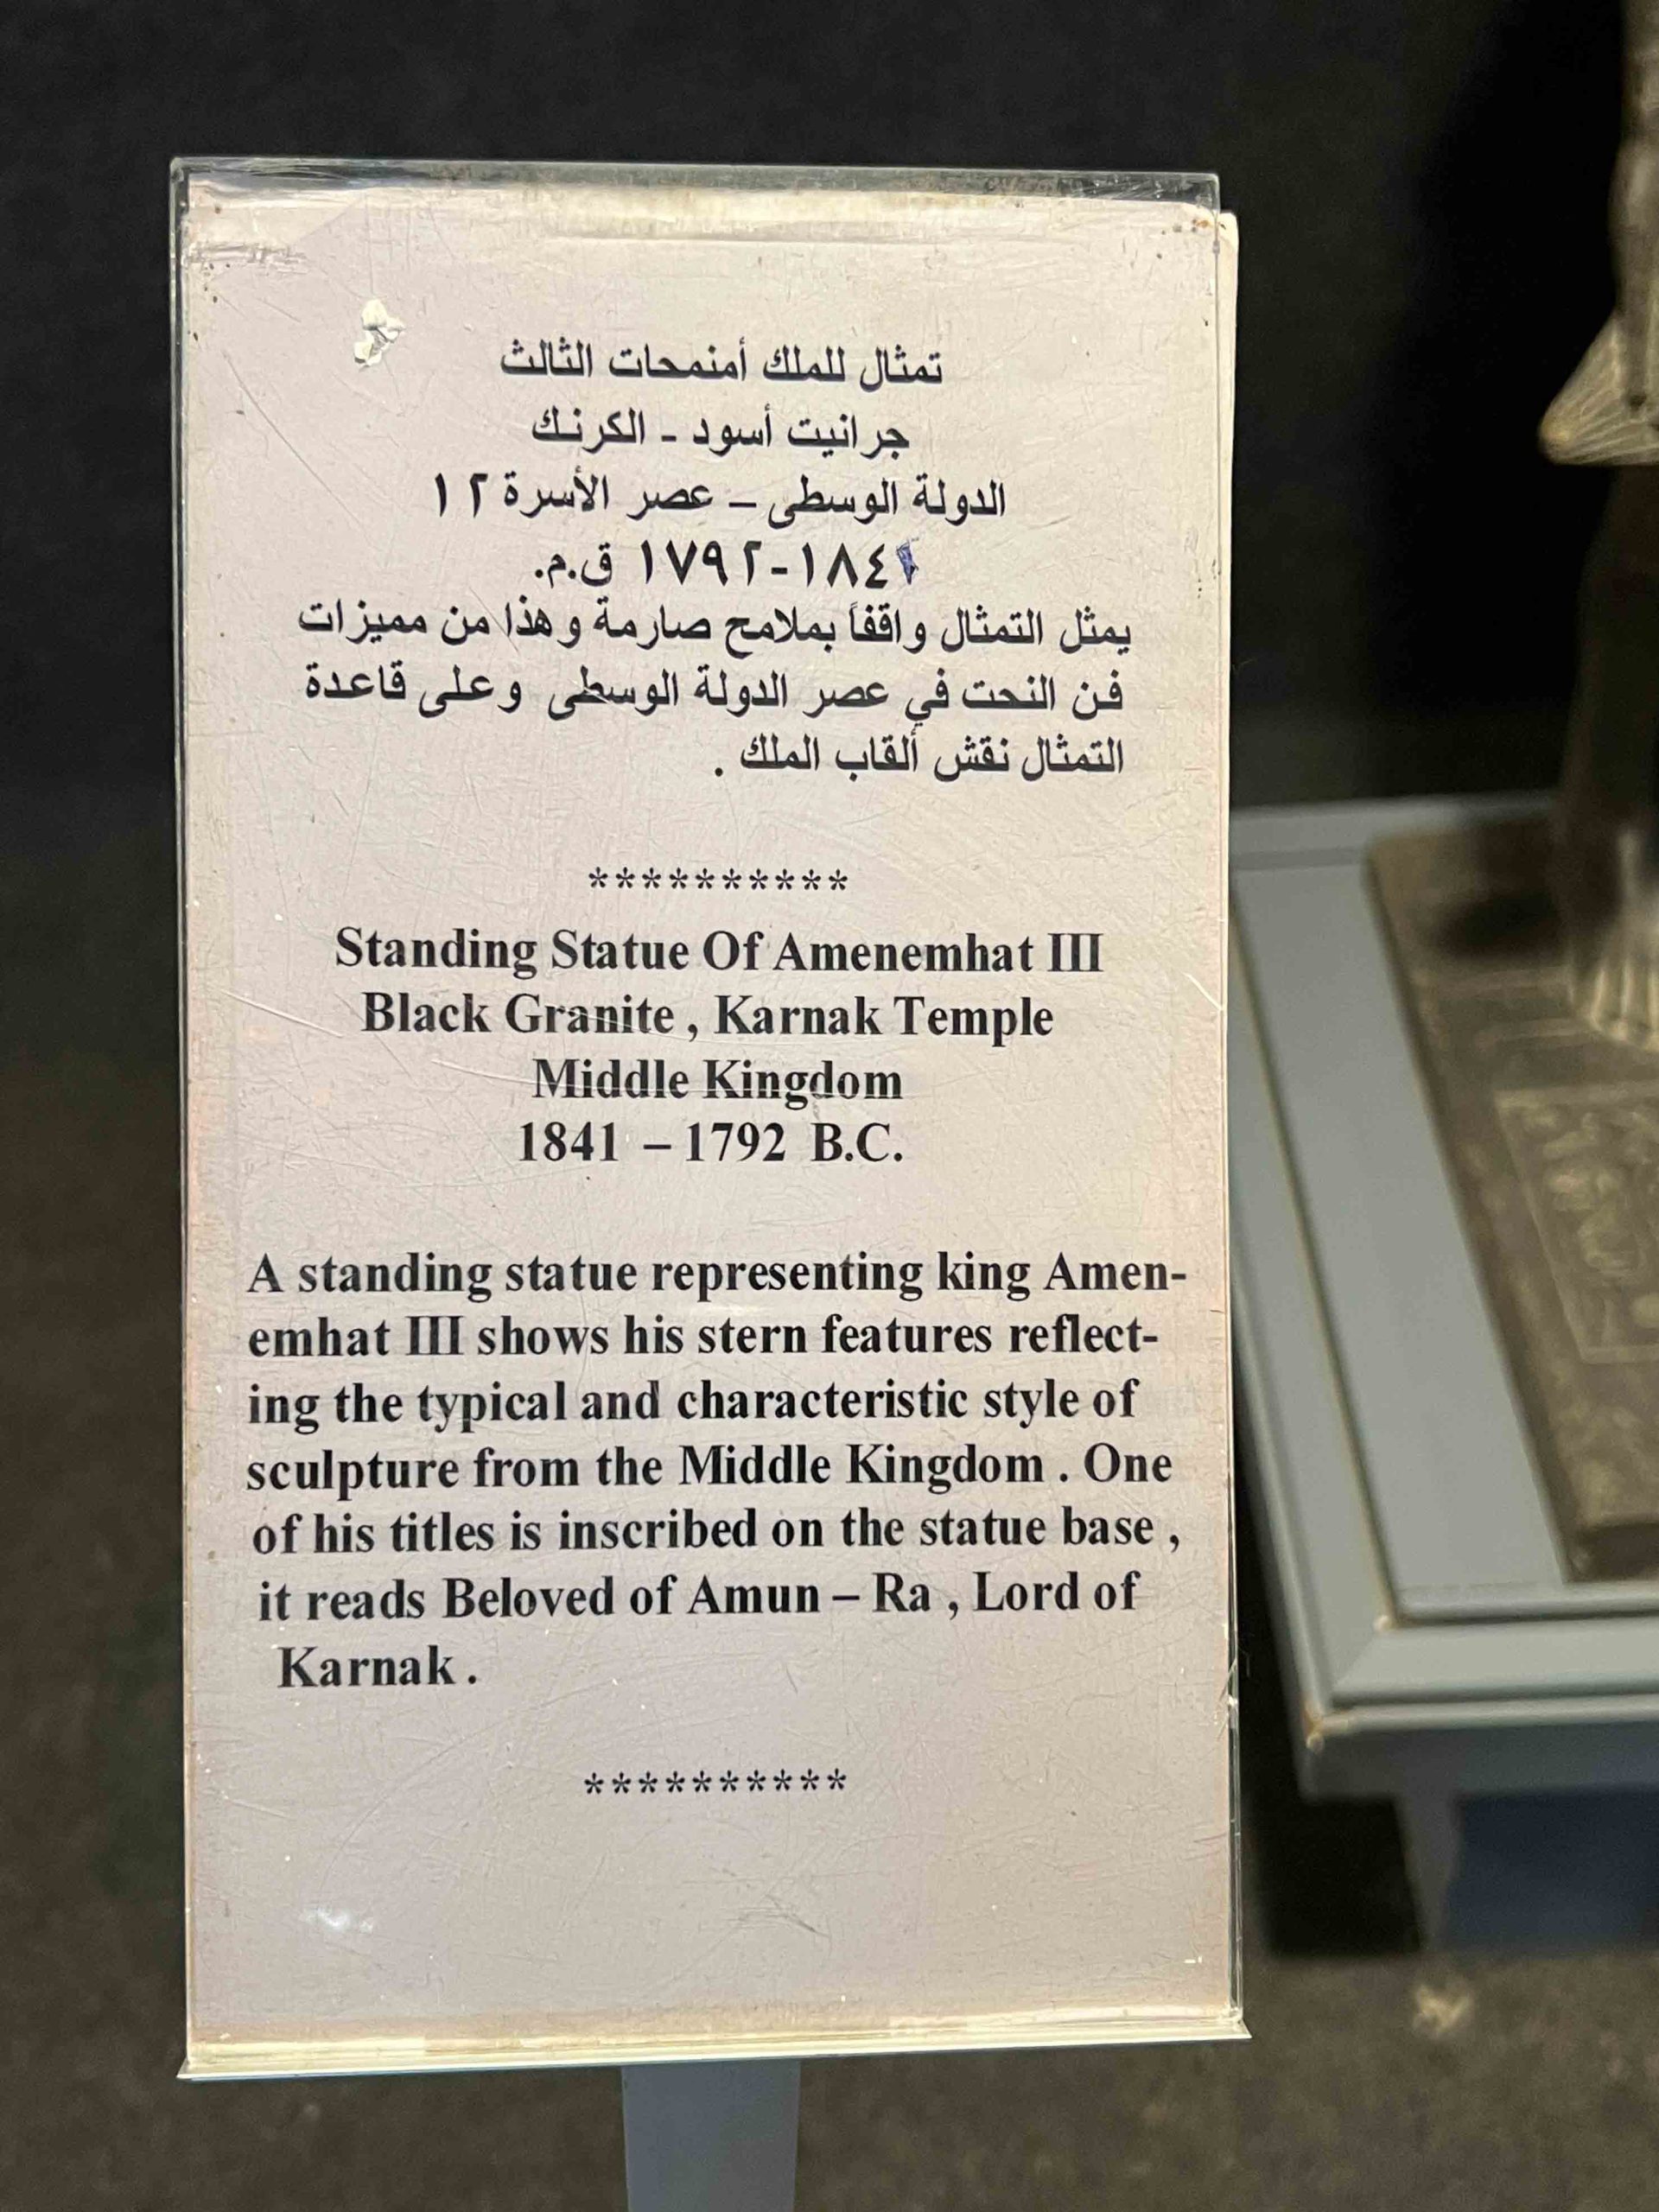 تمثال للملك أمنمحات الثالث
جرانيت أسود - الكرنك
الدولة الوسطى – عصر الأسرة ١٢
١٨٤١-١٧٩٢ ق.م.
يمثل التمثال واقفاً بملامح صارمة وهذا من مميزات
فن النحت في عصر الدولة الوسطى وعلى قاعدة
التمثال نقش ألقاب الملك .
**********
Standing Statue Of Amenemhat III
Black Granite , Karnak Temple
Middle Kingdom
1841 – 1792 B.C.
A standing statue representing king Amen-
emhat III shows his stern features reflect-
ing the typical and characteristic style of
sculpture from the Middle Kingdom . One
of his titles is inscribed on the statue base ,
it reads Beloved of Amun – Ra , Lord of
Karnak .
**********